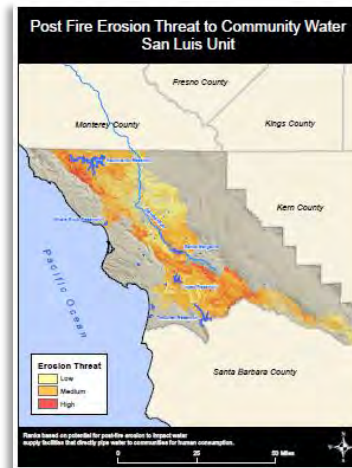 Post Fire Erosion Threat to Community Water
San Luis Unit
Fresno County
Monterey County
Kings County
Kern County
Pacific Ocean
Santa Barbara County
Erosion Threat
Low
Medium
High
Ranks based on potential for post-fire erosion to impact water
supply facilities that directly pipe water to communities for human consumption.
0
25